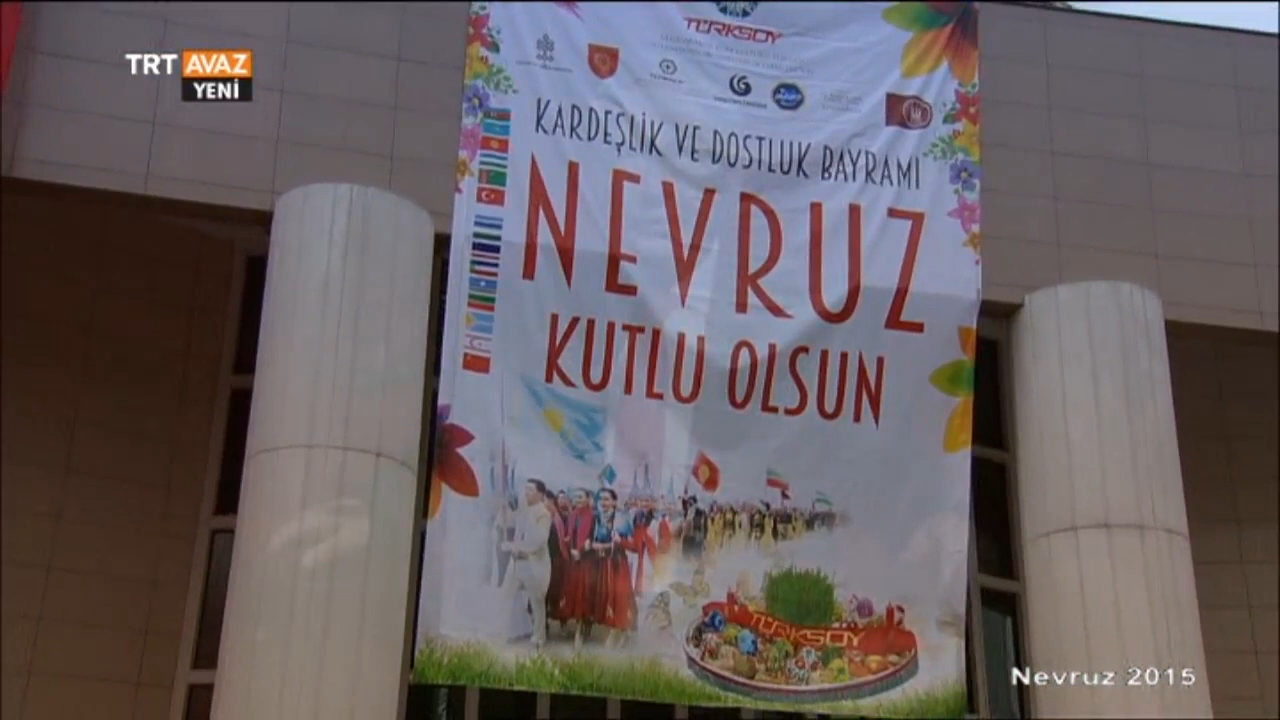 TRT AVAZ
YENİ
TÜRKSOY
KARDEŞLİK VE DOSTLUK BAYRAMI
NEVRUZ
KUTLU OLSUN
TÜRKSOY
Nevruz 2015